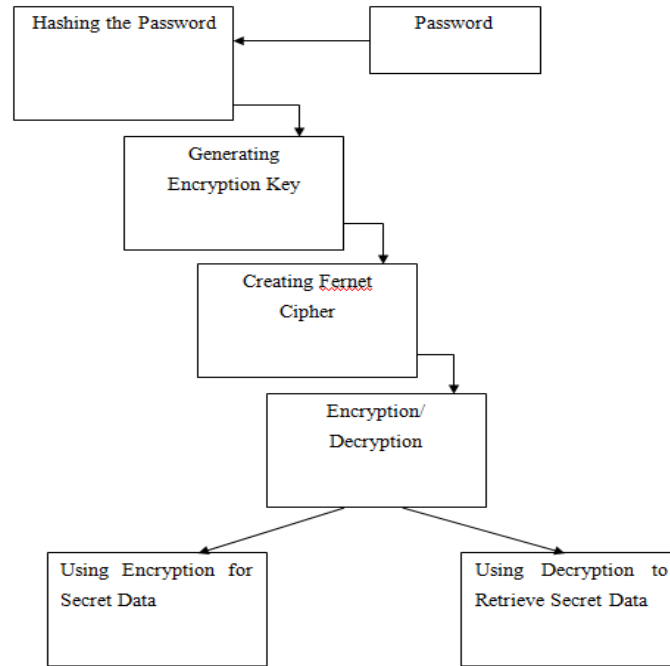 Hashing the Password
Password
Generating
Encryption Key
Creating Fernet
Cipher
Encryption/
Decryption
Using Encryption for
Secret Data
Using Decryption to
Retrieve Secret Data